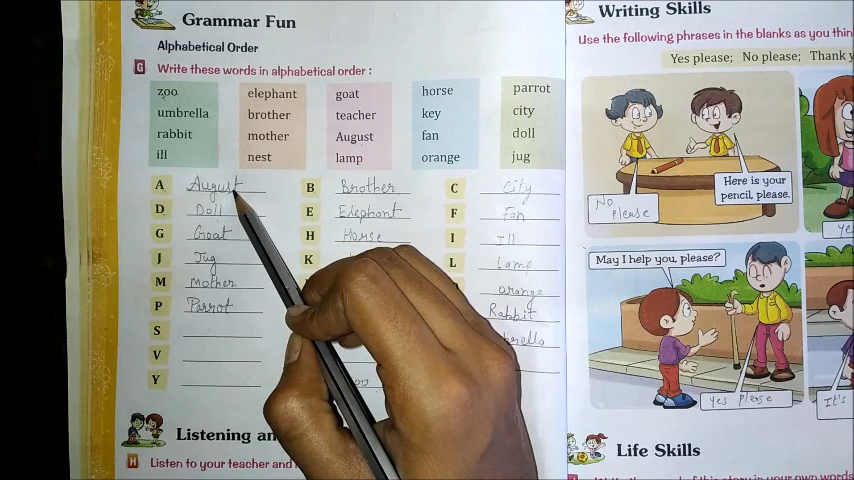 Grammar Fun
Alphabetical Order
G Write these words in alphabetical order :
zoo elephant goat horse parrot
umbrella brother teacher key city
rabbit mother August fan doll
ill nest lamp orange jug
A August B Brother C City
D Doll E Elephant F Fan
G Goat H Horse I Ill
J Jug K L lamp
M Mother orange
P Parrot Rabbit
S
V
Y
Listening an
H Listen to your teacher and
Writing Skills
Use the following phrases in the blanks as you thin
Yes please; No please; Thank y
No please
Here is your pencil, please.
May I help you, please?
yes please
It's
Life Skills